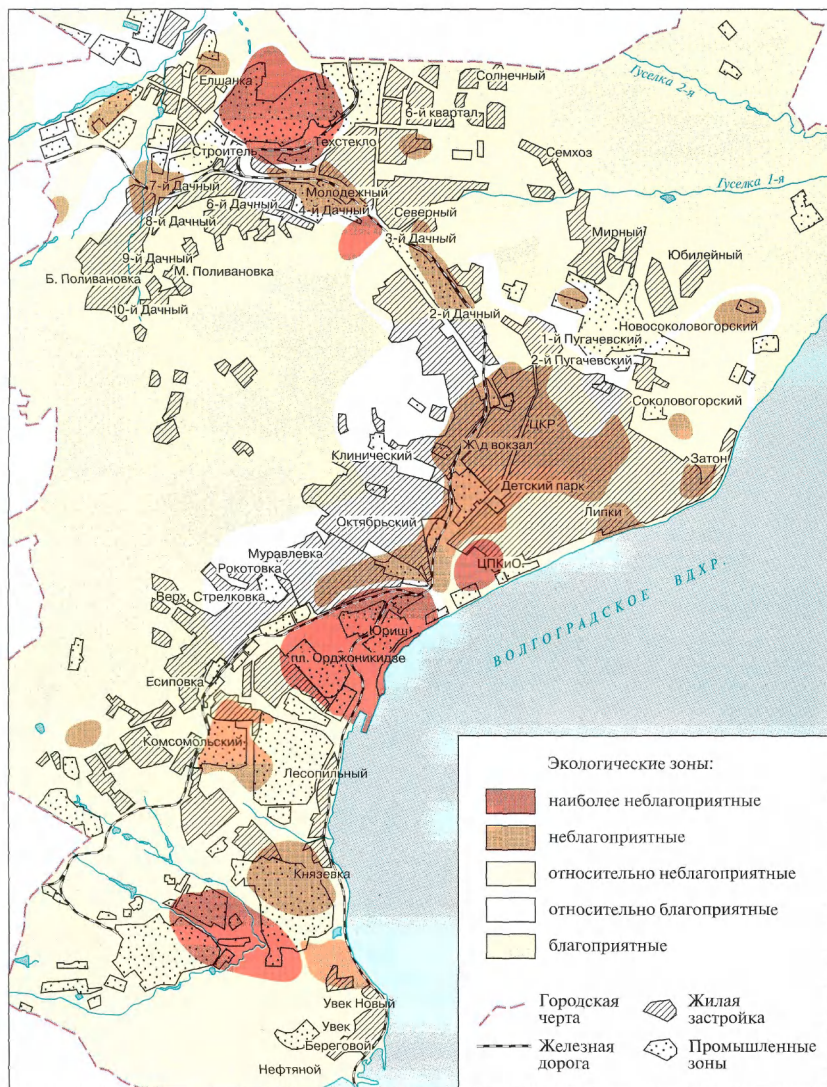 Елшанка
Солнечный
Гуселка 2-я
6-й квартал
Техстекло
Строитель
Семхоз
Гуселка 1-я
7-й Дачный
Молодежный
6-й Дачный
4-й Дачный
8-й Дачный
Северный
3-й Дачный
Мирный
9-й Дачный
Юбилейный
Б. Поливановка
М. Поливановка
10-й Дачный
2-й Дачный
Новосоколовогорский
1-й Пугачевский
2-й Пугачевский
Соколовогорский
ЦКР
Ж\д вокзал
Клинический
Затон
Детский парк
Липки
Октябрьский
Муравлевка
ЦПКиО
Рокотовка
Верх. Стрелковка
ВОЛГОГРАДСКОЕ ВДХР.
Юриш
пл. Орджоникидзе
Есиповка
Комсомольский
Лесопильный
Князевка
Увек Новый
Увек
Береговой
Нефтяной
Экологические зоны:
наиболее неблагоприятные
неблагоприятные
относительно неблагоприятные
относительно благоприятные
благоприятные
Городская
черта
Жилая
застройка
Железная
дорога
Промышленные
зоны